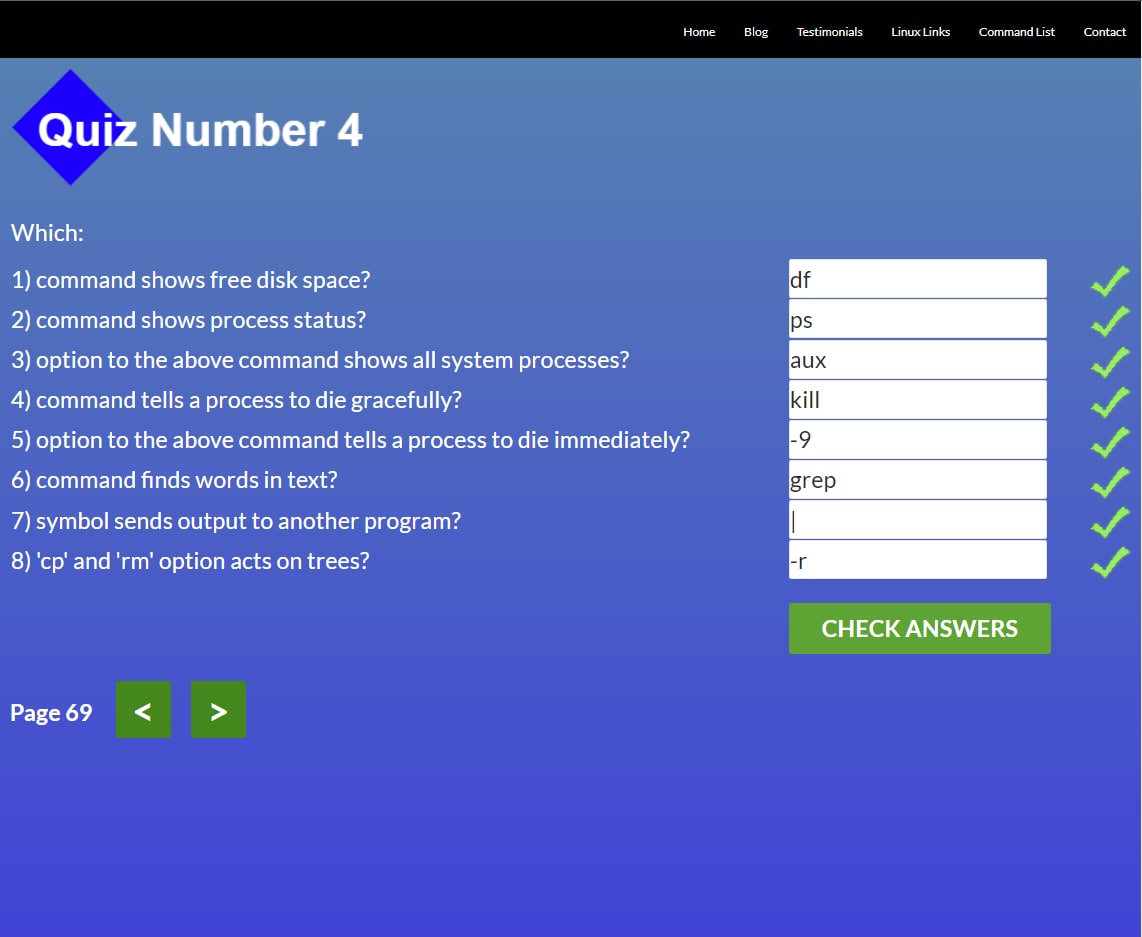 Home Blog Testimonials Linux Links Command List Contact
Quiz Number 4
Which:
1) command shows free disk space? df
2) command shows process status? ps
3) option to the above command shows all system processes? aux
4) command tells a process to die gracefully? kill
5) option to the above command tells a process to die immediately? -9
6) command finds words in text? grep
7) symbol sends output to another program? |
8) 'cp' and 'rm' option acts on trees? -r
CHECK ANSWERS
Page 69 < >